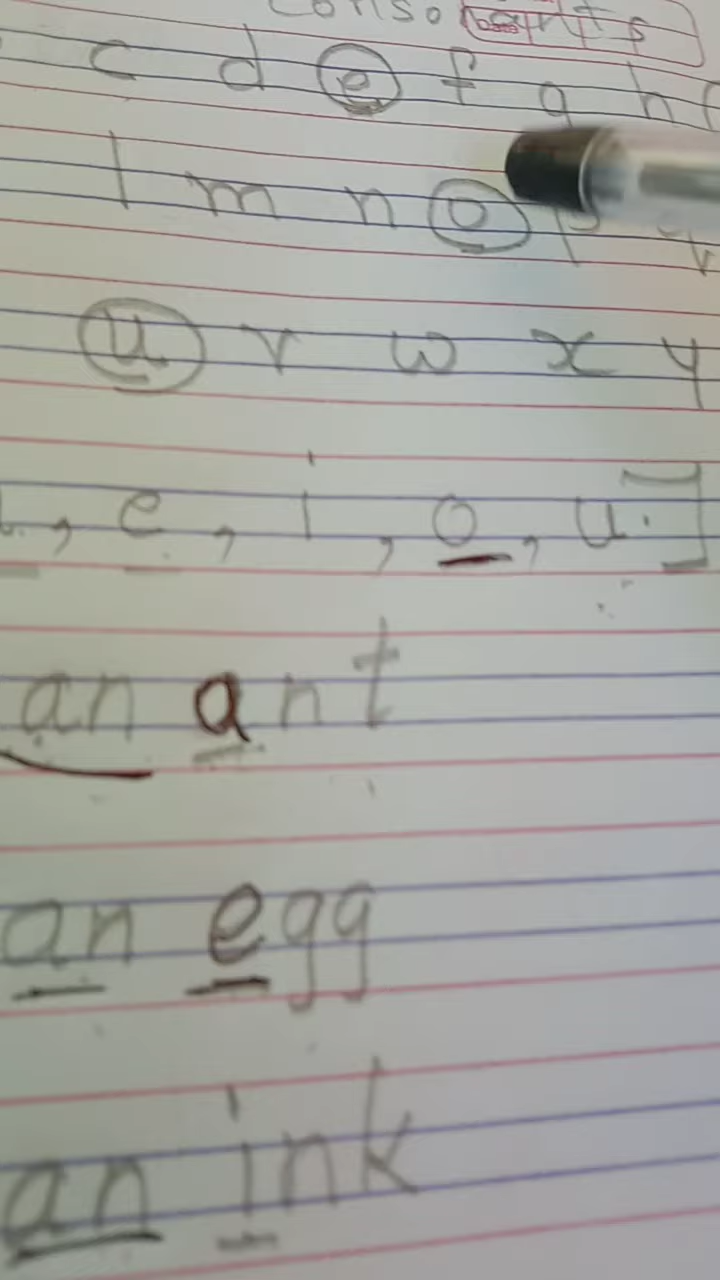 c d e f g h
l m n o p q
u v w x y
, e, i, o, u.]
an ant
an egg
an ink